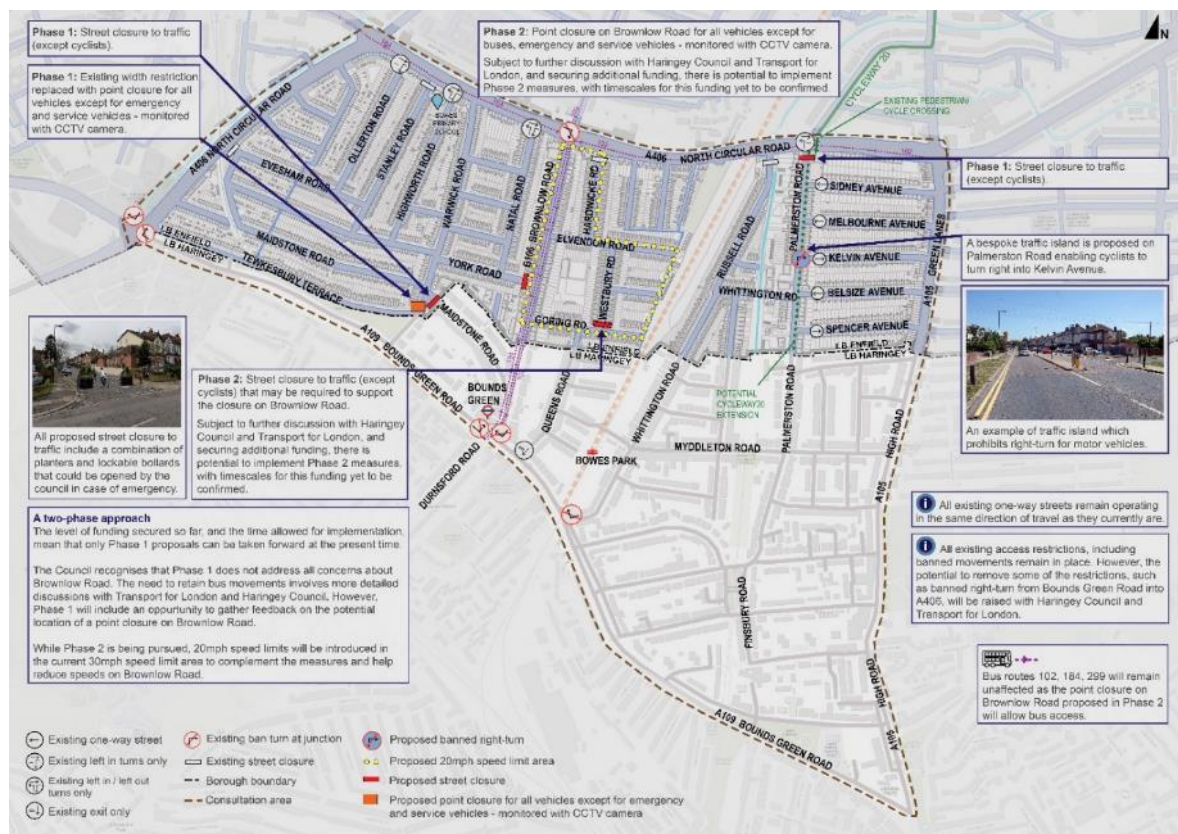 Phase 1: Street closure to traffic
(except cyclists).
Phase 1: Existing width restriction
replaced with point closure for all
vehicles except for emergency
and service vehicles - monitored
with CCTV camera.
Phase 2: Point closure on Brownlow Road for all vehicles except for
buses, emergency and service vehicles - monitored with CCTV camera.
Subject to further discussion with Haringey Council and Transport for
London, and securing additional funding, there is potential to implement
Phase 2 measures, with timescales for this funding yet to be confirmed.
N
CYCLEWAY 20
EXISTING PEDESTRIAN/
CYCLE CROSSING
A406 NORTH CIRCULAR ROAD
OLLERTON ROAD
STANLEY ROAD
BOWES
PRIMARY
SCHOOL
HIGHWORTH ROAD
WARWICK ROAD
EVESHAM ROAD
NATAL ROAD
B106 BROWNLOW ROAD
HARDWICKE RD
A406 NORTH CIRCULAR ROAD
Phase 1: Street closure to traffic
(except cyclists).
PALMERSTON ROAD
SIDNEY AVENUE
MELBOURNE AVENUE
KELVIN AVENUE
BELSIZE AVENUE
SPENCER AVENUE
A105 GREEN LANES
RUSSELL ROAD
ELVENDON ROAD
WESTBURY RD
WHITTINGTON RD
GORING RD
YORK ROAD
MAIDSTONE ROAD
TEWKESBURY TERRACE
LB ENFIELD
LB HARINGEY
LB ENFIELD
LB HARINGEY
LB ENFIELD
LB HARINGEY
A bespoke traffic island is proposed on
Palmerston Road enabling cyclists to
turn right into Kelvin Avenue.
An example of traffic island which
prohibits right-turn for motor vehicles.
MAIDSTONE ROAD
A109 BOUNDS GREEN ROAD
BOUNDS
GREEN
QUEENS ROAD
WHITTINGTON ROAD
POTENTIAL
CYCLEWAY20
EXTENSION
PALMERSTON ROAD
MYDDLETON ROAD
BOWES PARK
DURNSFORD ROAD
A105 HIGH ROAD
FINSBURY ROAD
HIGH ROAD
A105
A109 BOUNDS GREEN ROAD
All proposed street closure to
traffic include a combination of
planters and lockable bollards
that could be opened by the
council in case of emergency.
Phase 2: Street closure to traffic (except
cyclists) that may be required to support
the closure on Brownlow Road.
Subject to further discussion with Haringey
Council and Transport for London, and
securing additional funding, there is
potential to implement Phase 2 measures,
with timescales for this funding yet to be
confirmed.
A two-phase approach
The level of funding secured so far, and the time allowed for implementation,
mean that only Phase 1 proposals can be taken forward at the present time.
The Council recognises that Phase 1 does not address all concerns about
Brownlow Road. The need to retain bus movements involves more detailed
discussions with Transport for London and Haringey Council. However,
Phase 1 will include an opportunity to gather feedback on the potential
location of a point closure on Brownlow Road.
While Phase 2 is being pursued, 20mph speed limits will be introduced in
the current 30mph speed limit area to complement the measures and help
reduce speeds on Brownlow Road.
All existing one-way streets remain operating
in the same direction of travel as they currently are.
All existing access restrictions, including
banned movements remain in place. However, the
potential to remove some of the restrictions, such
as banned right-turn from Bounds Green Road into
A406, will be raised with Haringey Council and
Transport for London.
Bus routes 102, 184, 299 will remain
unaffected as the point closure on
Brownlow Road proposed in Phase 2
will allow bus access.
Existing one-way street
Existing left in turns only
Existing left in / left out
turns only
Existing exit only
Existing ban turn at junction
Existing street closure
Borough boundary
Consultation area
Proposed banned right-turn
Proposed 20mph speed limit area
Proposed street closure
Proposed point closure for all vehicles except for emergency
and service vehicles - monitored with CCTV camera